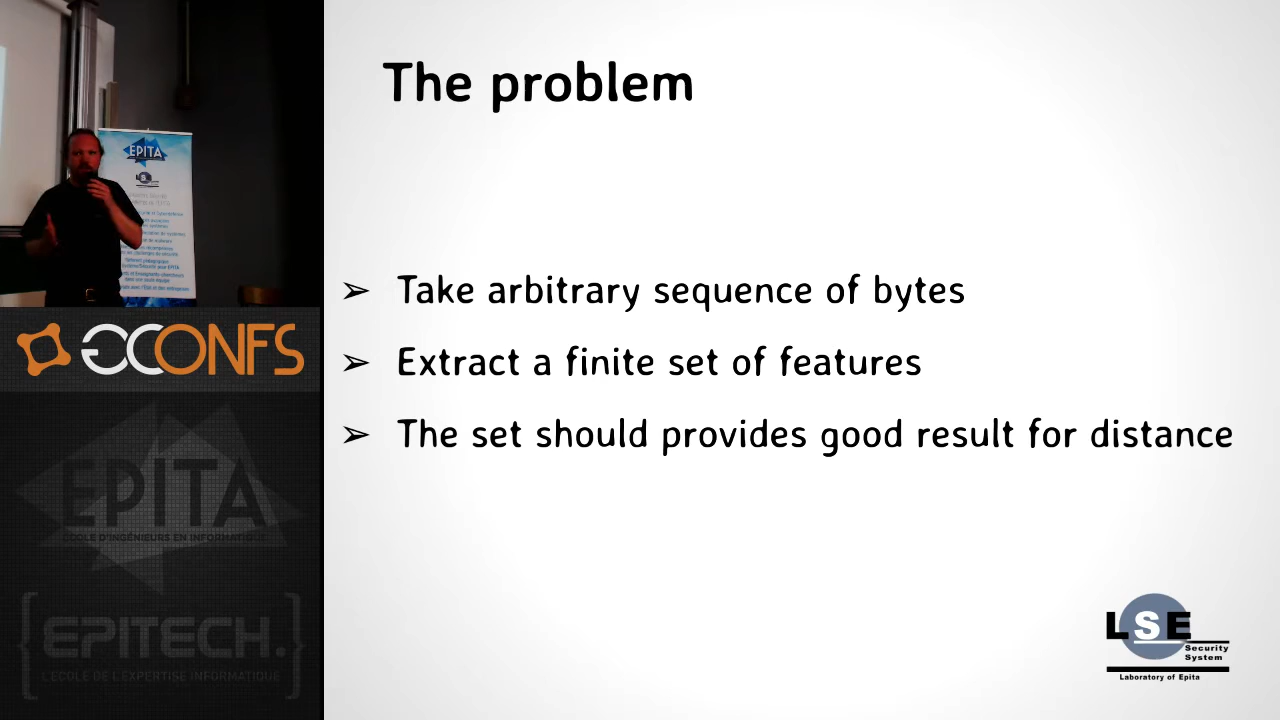 The problem
➢ Take arbitrary sequence of bytes
➢ Extract a finite set of features
➢ The set should provides good result for distance
EPITA
GCONFS
EPITA
ÉCOLE D'INGÉNIEURS EN INFORMATIQUE
{EPITECH.}
L'ÉCOLE DE L'EXPERTISE INFORMATIQUE
LSE
Security
System
Laboratory of Epita